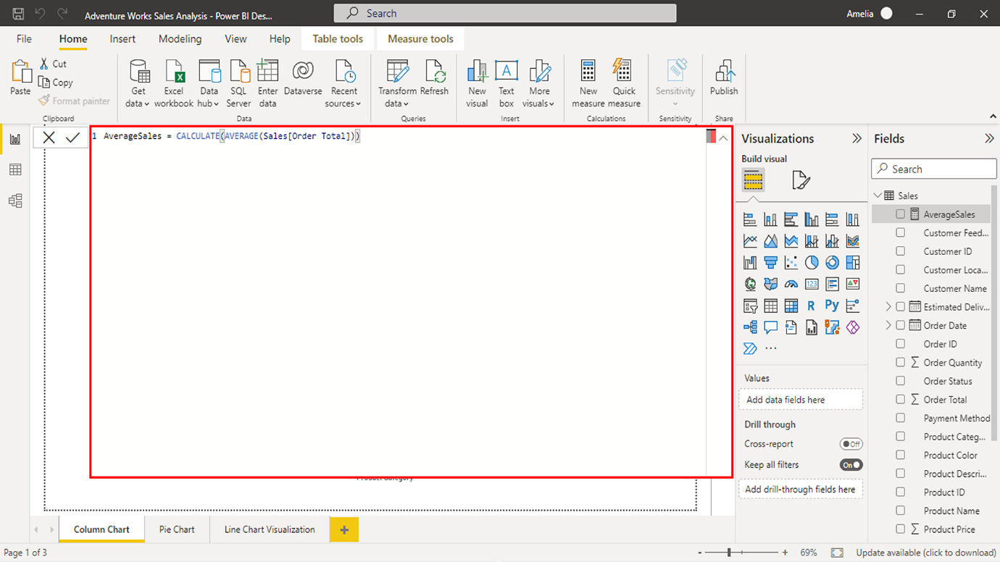 Adventure Works Sales Analysis - Power BI Des...
Search
Amelia
File Home Insert Modeling View Help Table tools Measure tools
Paste
Cut
Copy
Format painter
Clipboard
Get data
Excel workbook
Data hub
SQL Server
Enter data
Dataverse
Recent sources
Data
Transform data
Refresh
Queries
New visual
Text box
More visuals
Insert
New measure
Quick measure
Calculations
Sensitivity
Sensitivity
Publish
Share
1 AverageSales = CALCULATE(AVERAGE(Sales[Order Total]))
Product Category
Visualizations
Build visual
Values
Add data fields here
Drill through
Cross-report Off
Keep all filters On
Add drill-through fields here
Fields
Search
Sales
AverageSales
Customer Feed...
Customer ID
Customer Loca...
Customer Name
Estimated Deliv...
Order Date
Order ID
Order Quantity
Order Status
Order Total
Payment Method
Product Categ...
Product Color
Product Descri...
Product ID
Product Name
Product Price
Column Chart Pie Chart Line Chart Visualization +
Page 1 of 3
- + 69%
Update available (click to download)